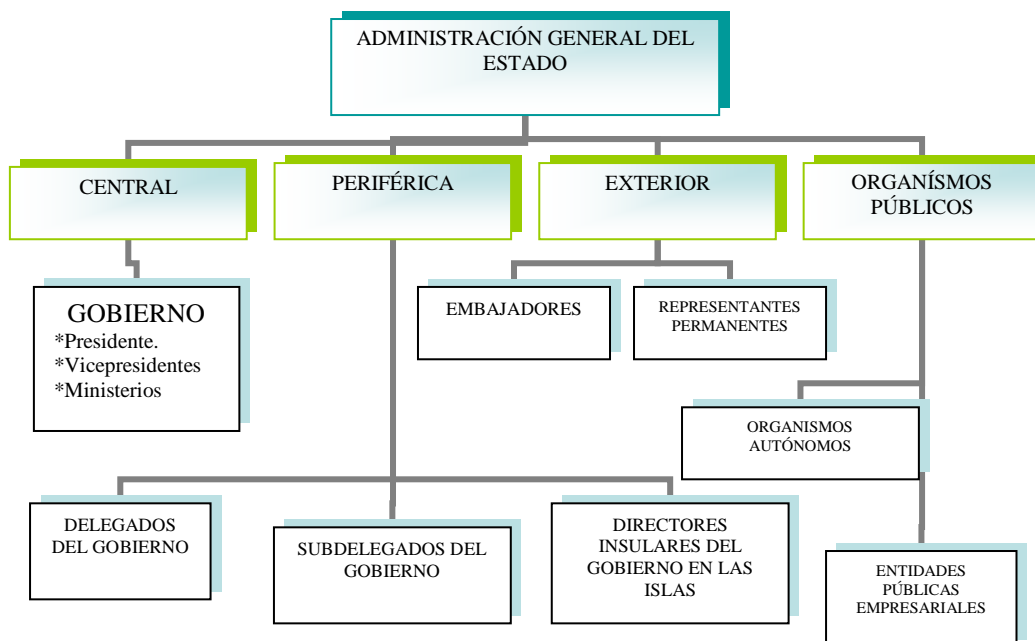 ADMINISTRACIÓN GENERAL DEL
ESTADO
CENTRAL
PERIFÉRICA
EXTERIOR
ORGANÍSMOS
PÚBLICOS
GOBIERNO
*Presidente.
*Vicepresidentes
*Ministerios
EMBAJADORES
REPRESENTANTES
PERMANENTES
ORGANISMOS
AUTÓNOMOS
DELEGADOS
DEL GOBIERNO
SUBDELEGADOS DEL
GOBIERNO
DIRECTORES
INSULARES DEL
GOBIERNO EN LAS
ISLAS
ENTIDADES
PÚBLICAS
EMPRESARIALES